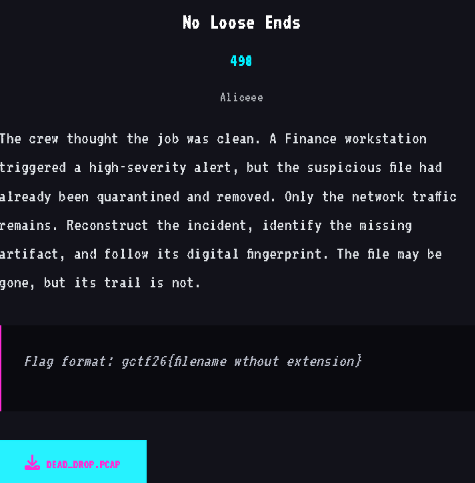 No Loose Ends
490
Aliceee
The crew thought the job was clean. A Finance workstation
triggered a high-severity alert, but the suspicious file had
already been quarantined and removed. Only the network traffic
remains. Reconstruct the incident, identify the missing
artifact, and follow its digital fingerprint. The file may be
gone, but its trail is not.
Flag format: gctf26{filename wthout extension}
DEAD_DROP.PCAP